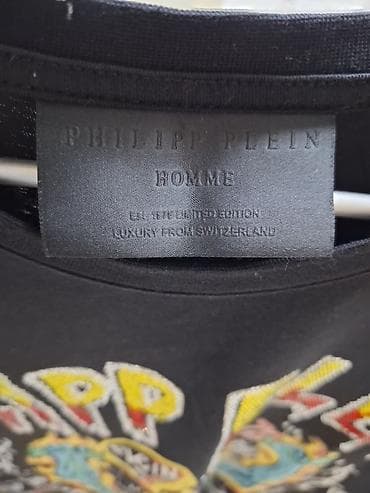 PHILIPP PLEIN
HOMME
Est. 1978 LIMITED EDITION
LUXURY FROM SWITZERLAND